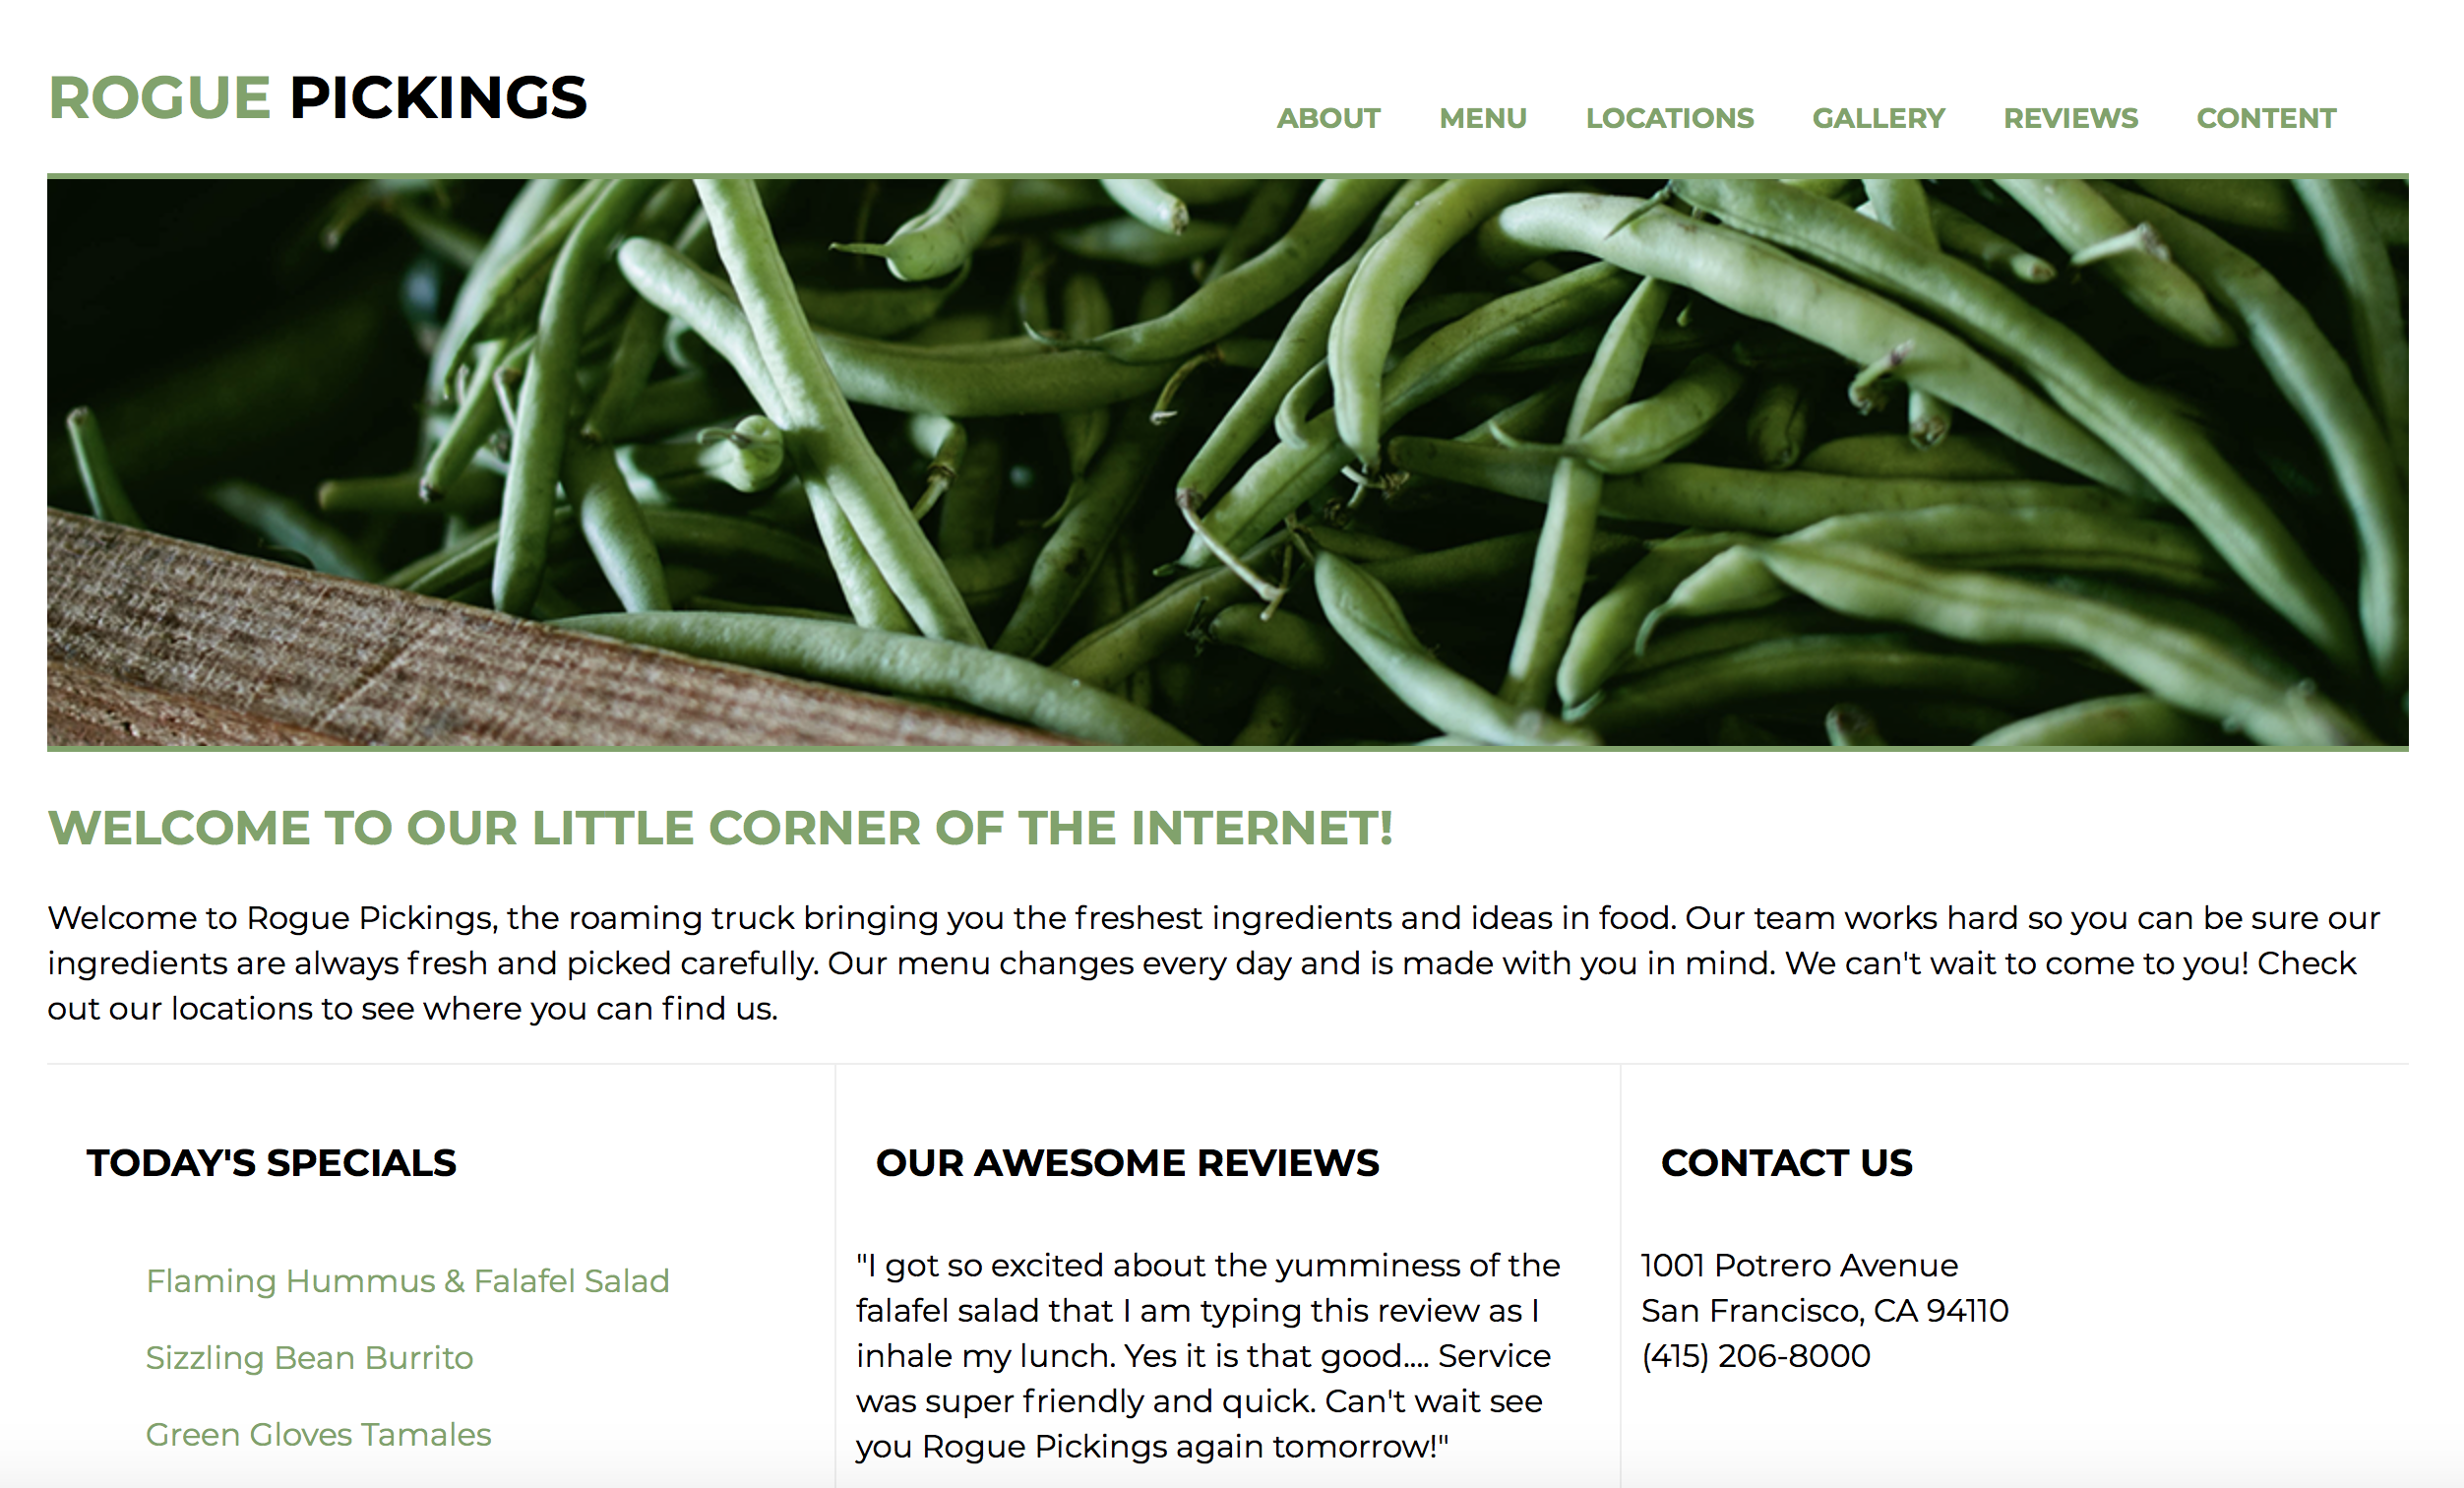 ROGUE PICKINGS
ABOUT MENU LOCATIONS GALLERY REVIEWS CONTENT
WELCOME TO OUR LITTLE CORNER OF THE INTERNET!
Welcome to Rogue Pickings, the roaming truck bringing you the freshest ingredients and ideas in food. Our team works hard so you can be sure our
ingredients are always fresh and picked carefully. Our menu changes every day and is made with you in mind. We can't wait to come to you! Check
out our locations to see where you can find us.
TODAY'S SPECIALS
Flaming Hummus & Falafel Salad
Sizzling Bean Burrito
Green Gloves Tamales
OUR AWESOME REVIEWS
"I got so excited about the yumminess of the
falafel salad that I am typing this review as I
inhale my lunch. Yes it is that good.... Service
was super friendly and quick. Can't wait see
you Rogue Pickings again tomorrow!"
CONTACT US
1001 Potrero Avenue
San Francisco, CA 94110
(415) 206-8000